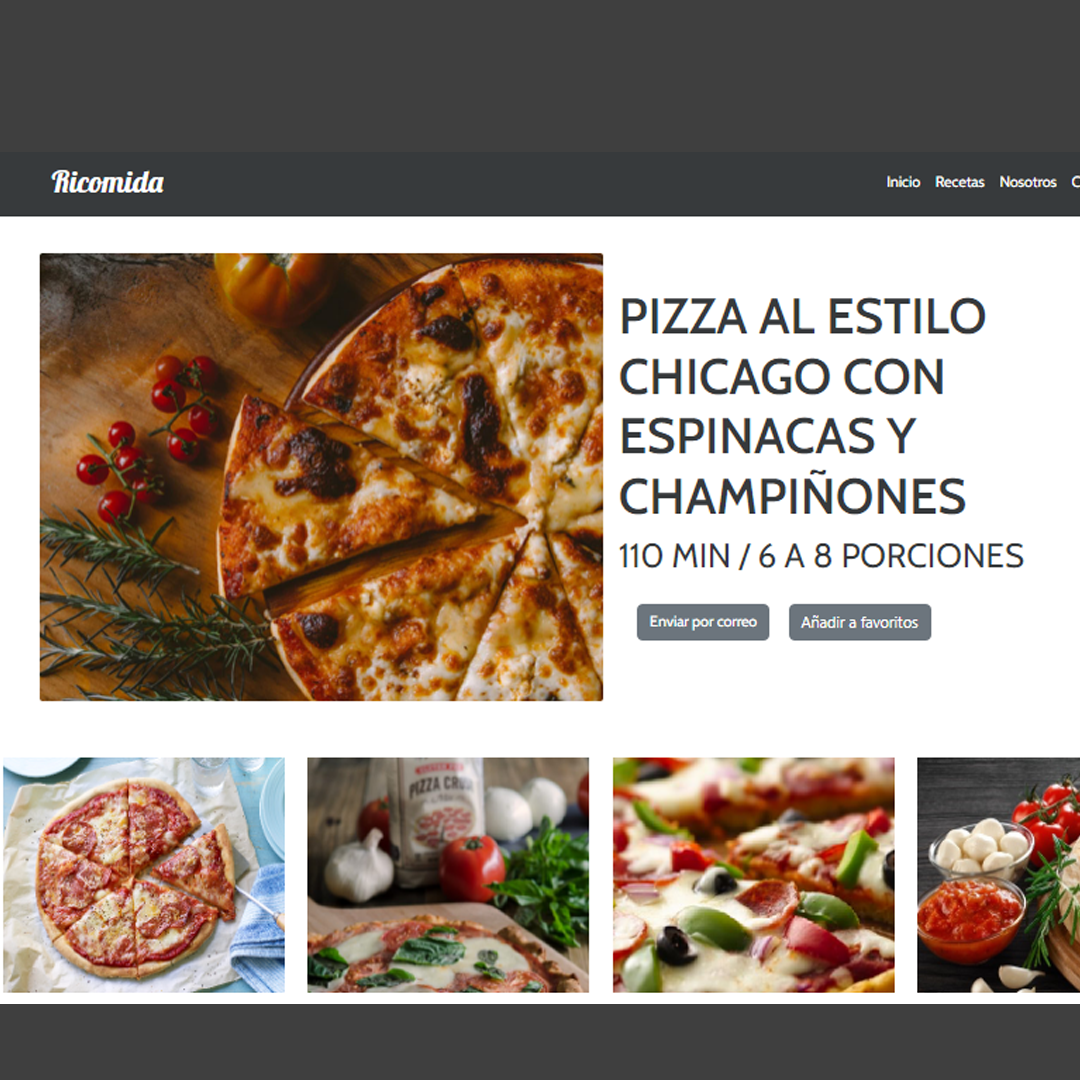 Ricomida
Inicio Recetas Nosotros C
PIZZA AL ESTILO
CHICAGO CON
ESPINACAS Y
CHAMPIÑONES
110 MIN / 6 A 8 PORCIONES
Enviar por correo
Añadir a favoritos
PIZZA CRUST